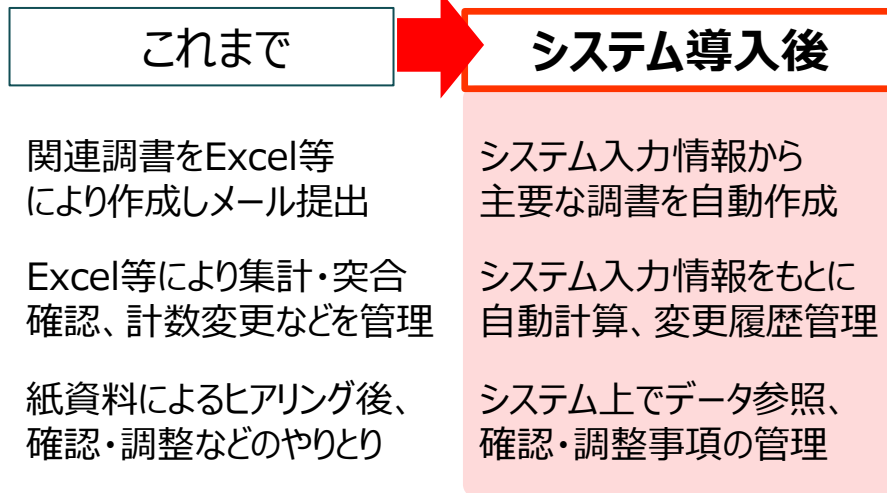 これまで
システム導入後
関連調書をExcel等
により作成しメール提出
システム入力情報から
主要な調書を自動作成
Excel等により集計・突合
確認、計数変更などを管理
システム入力情報をもとに
自動計算、変更履歴管理
紙資料によるヒアリング後、
確認・調整などのやりとり
システム上でデータ参照、
確認・調整事項の管理